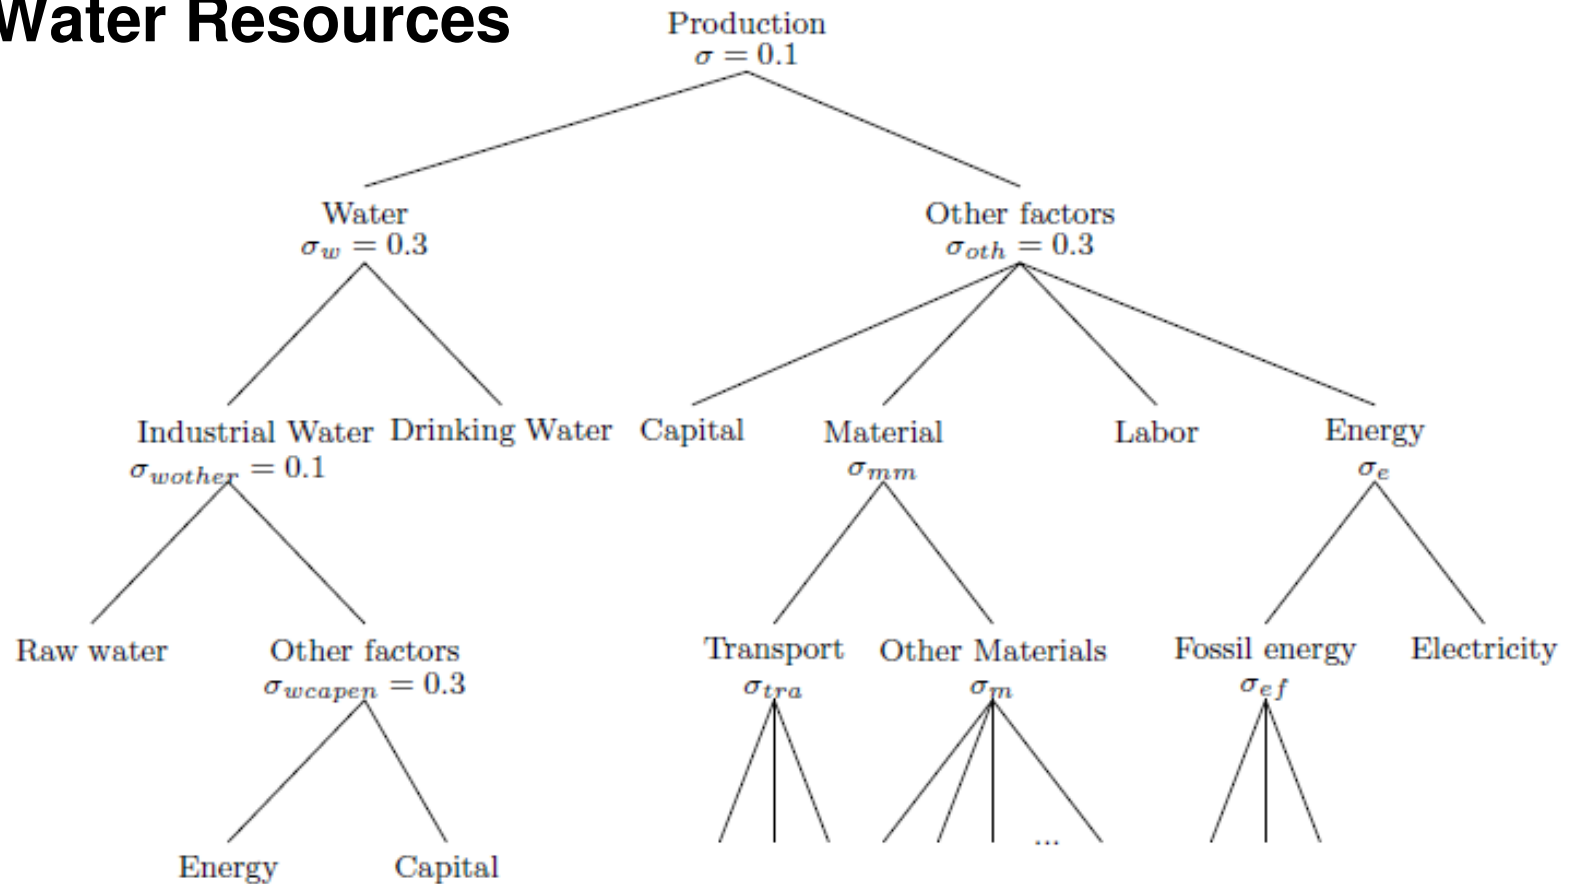 Water Resources
Production
σ = 0.1
Water
σ_w = 0.3
Other factors
σ_oth = 0.3
Industrial Water
σ_wother = 0.1
Drinking Water
Capital
Material
σ_mm
Labor
Energy
σ_e
Raw water
Other factors
σ_wcapen = 0.3
Transport
σ_tra
Other Materials
σ_m
Fossil energy
σ_ef
Electricity
...
Energy
Capital